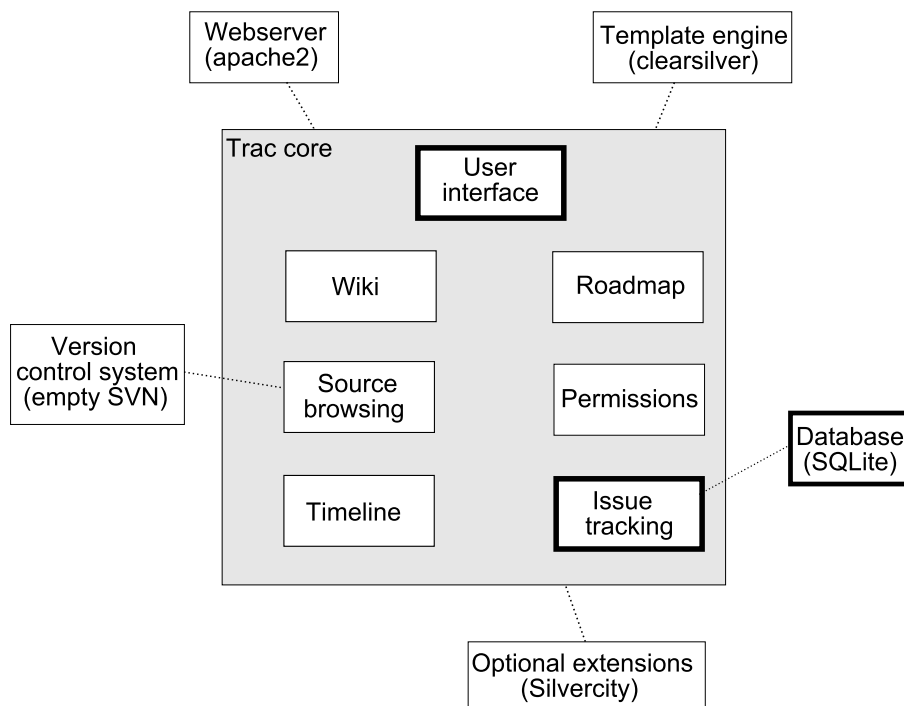 Webserver
(apache2)
Template engine
(clearsilver)
Trac core
User
interface
Wiki
Roadmap
Version
control system
(empty SVN)
Source
browsing
Permissions
Database
(SQLite)
Timeline
Issue
tracking
Optional extensions
(Silvercity)